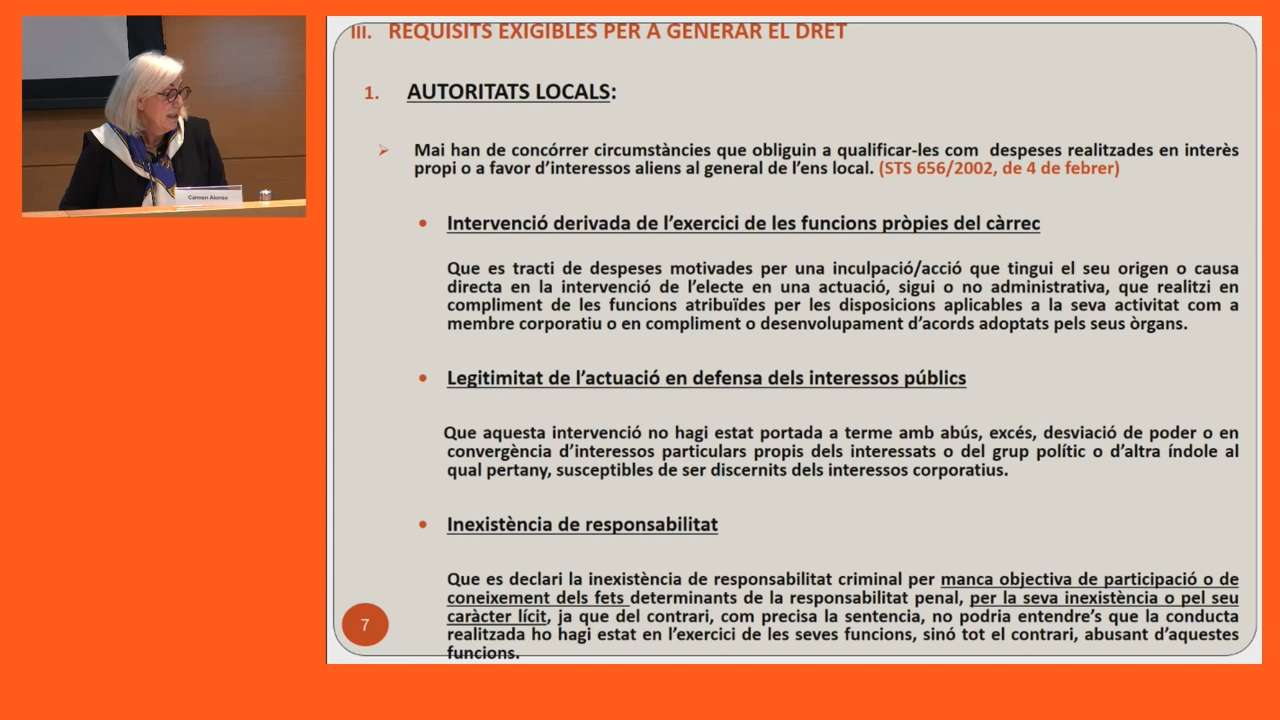 III. REQUISITS EXIGIBLES PER A GENERAR EL DRET
1. AUTORITATS LOCALS:
Mai han de concórrer circumstàncies que obliguin a qualificar-les com despeses realitzades en interès
propi o a favor d'interessos aliens al general de l'ens local. (STS 656/2002, de 4 de febrer)
• Intervenció derivada de l'exercici de les funcions pròpies del càrrec
Que es tracti de despeses motivades per una inculpació/acció que tingui el seu origen o causa
directa en la intervenció de l'electe en una actuació, sigui o no administrativa, que realitzi en
compliment de les funcions atribuïdes per les disposicions aplicables a la seva activitat com a
membre corporatiu o en compliment o desenvolupament d'acords adoptats pels seus òrgans.
• Legitimitat de l'actuació en defensa dels interessos públics
Que aquesta intervenció no hagi estat portada a terme amb abús, excés, desviació de poder o en
convergència d'interessos particulars propis dels interessats o del grup polític o d'altra índole al
qual pertany, susceptibles de ser discernits dels interessos corporatius.
• Inexistència de responsabilitat
Que es declari la inexistència de responsabilitat criminal per manca objectiva de participació o de
coneixement dels fets determinants de la responsabilitat penal, per la seva inexistència o pel seu
caràcter lícit, ja que del contrari, com precisa la sentencia, no podria entendre's que la conducta
realitzada ho hagi estat en l'exercici de les seves funcions, sinó tot el contrari, abusant d'aquestes
funcions.
7
Carmen Alonso